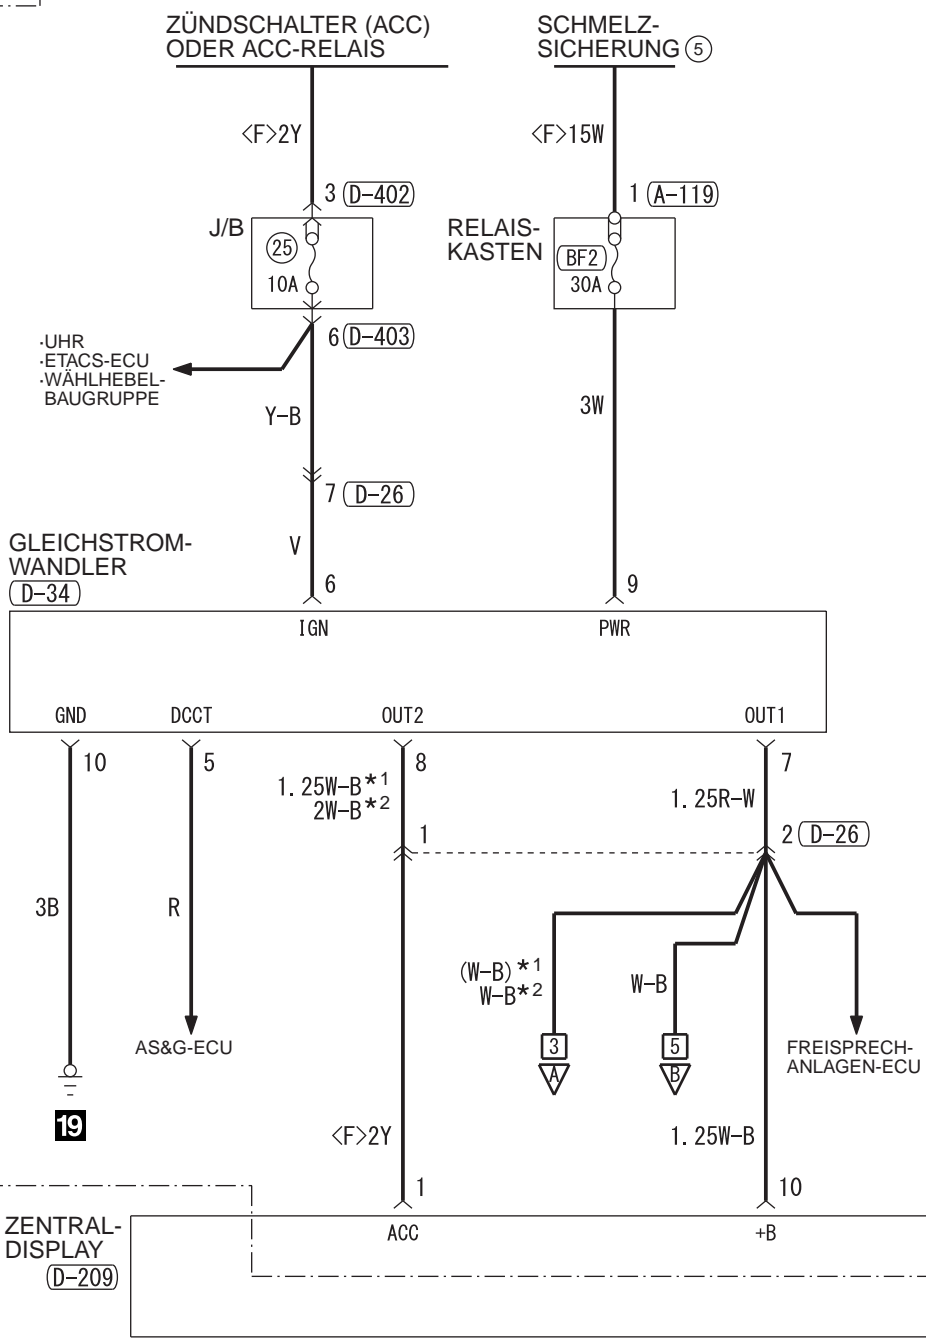 ZÜNDSCHALTER (ACC)
ODER ACC-RELAIS
SCHMELZ-
SICHERUNG 5
<F>2Y
<F>15W
3 D-402
1 A-119
J/B
25
10A
RELAIS-
KASTEN
BF2
30A
6 D-403
·UHR
·ETACS-ECU
·WÄHLHEBEL-
BAUGRUPPE
Y-B
3W
7 D-26
V
GLEICHSTROM-
WANDLER
D-34
6
9
IGN
PWR
GND
DCCT
OUT2
OUT1
10
5
8
7
1.25W-B*1
2W-B*2
1.25R-W
1
2 D-26
3B
R
(W-B)*1
W-B*2
W-B
3
A
5
B
AS&G-ECU
FREISPRECH-
ANLAGEN-ECU
19
<F>2Y
1.25W-B
1
10
ZENTRAL-
DISPLAY
D-209
ACC
+B